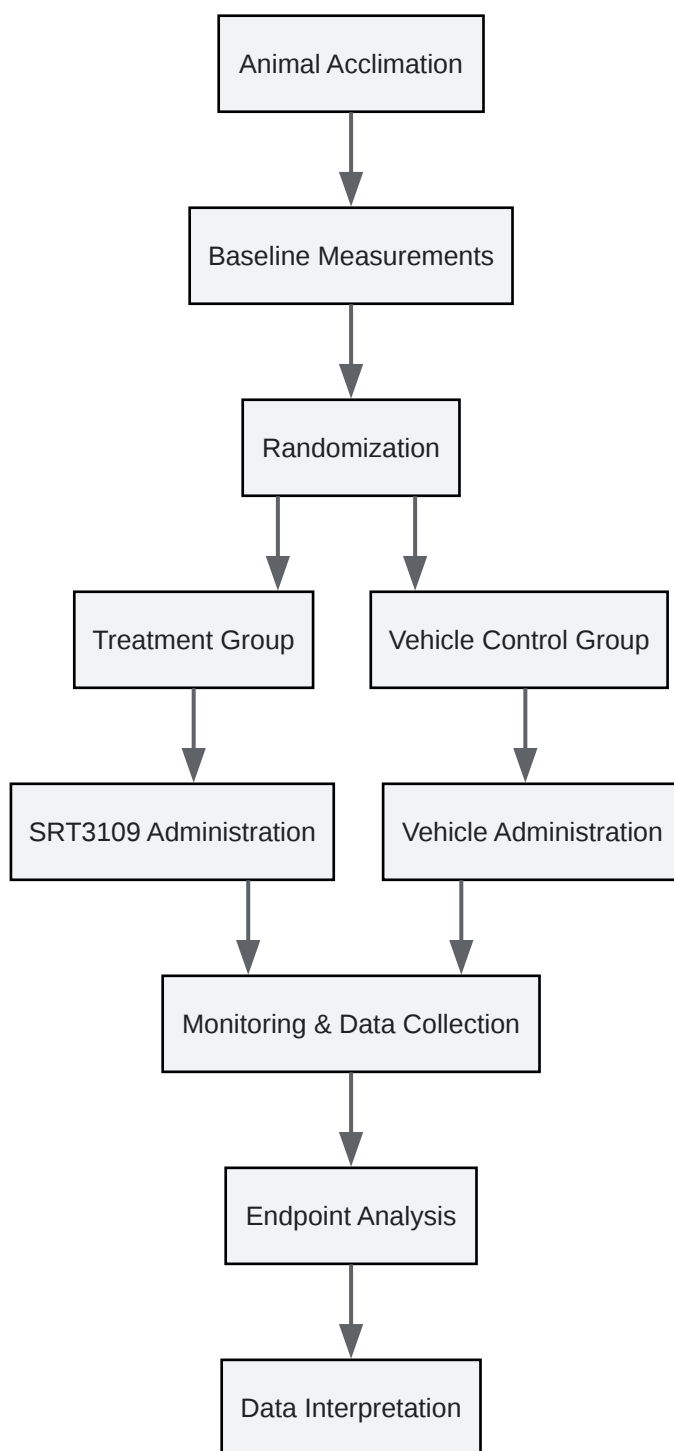 Animal Acclimation
Baseline Measurements
Randomization
Treatment Group
Vehicle Control Group
SRT3109 Administration
Vehicle Administration
Monitoring & Data Collection
Endpoint Analysis
Data Interpretation